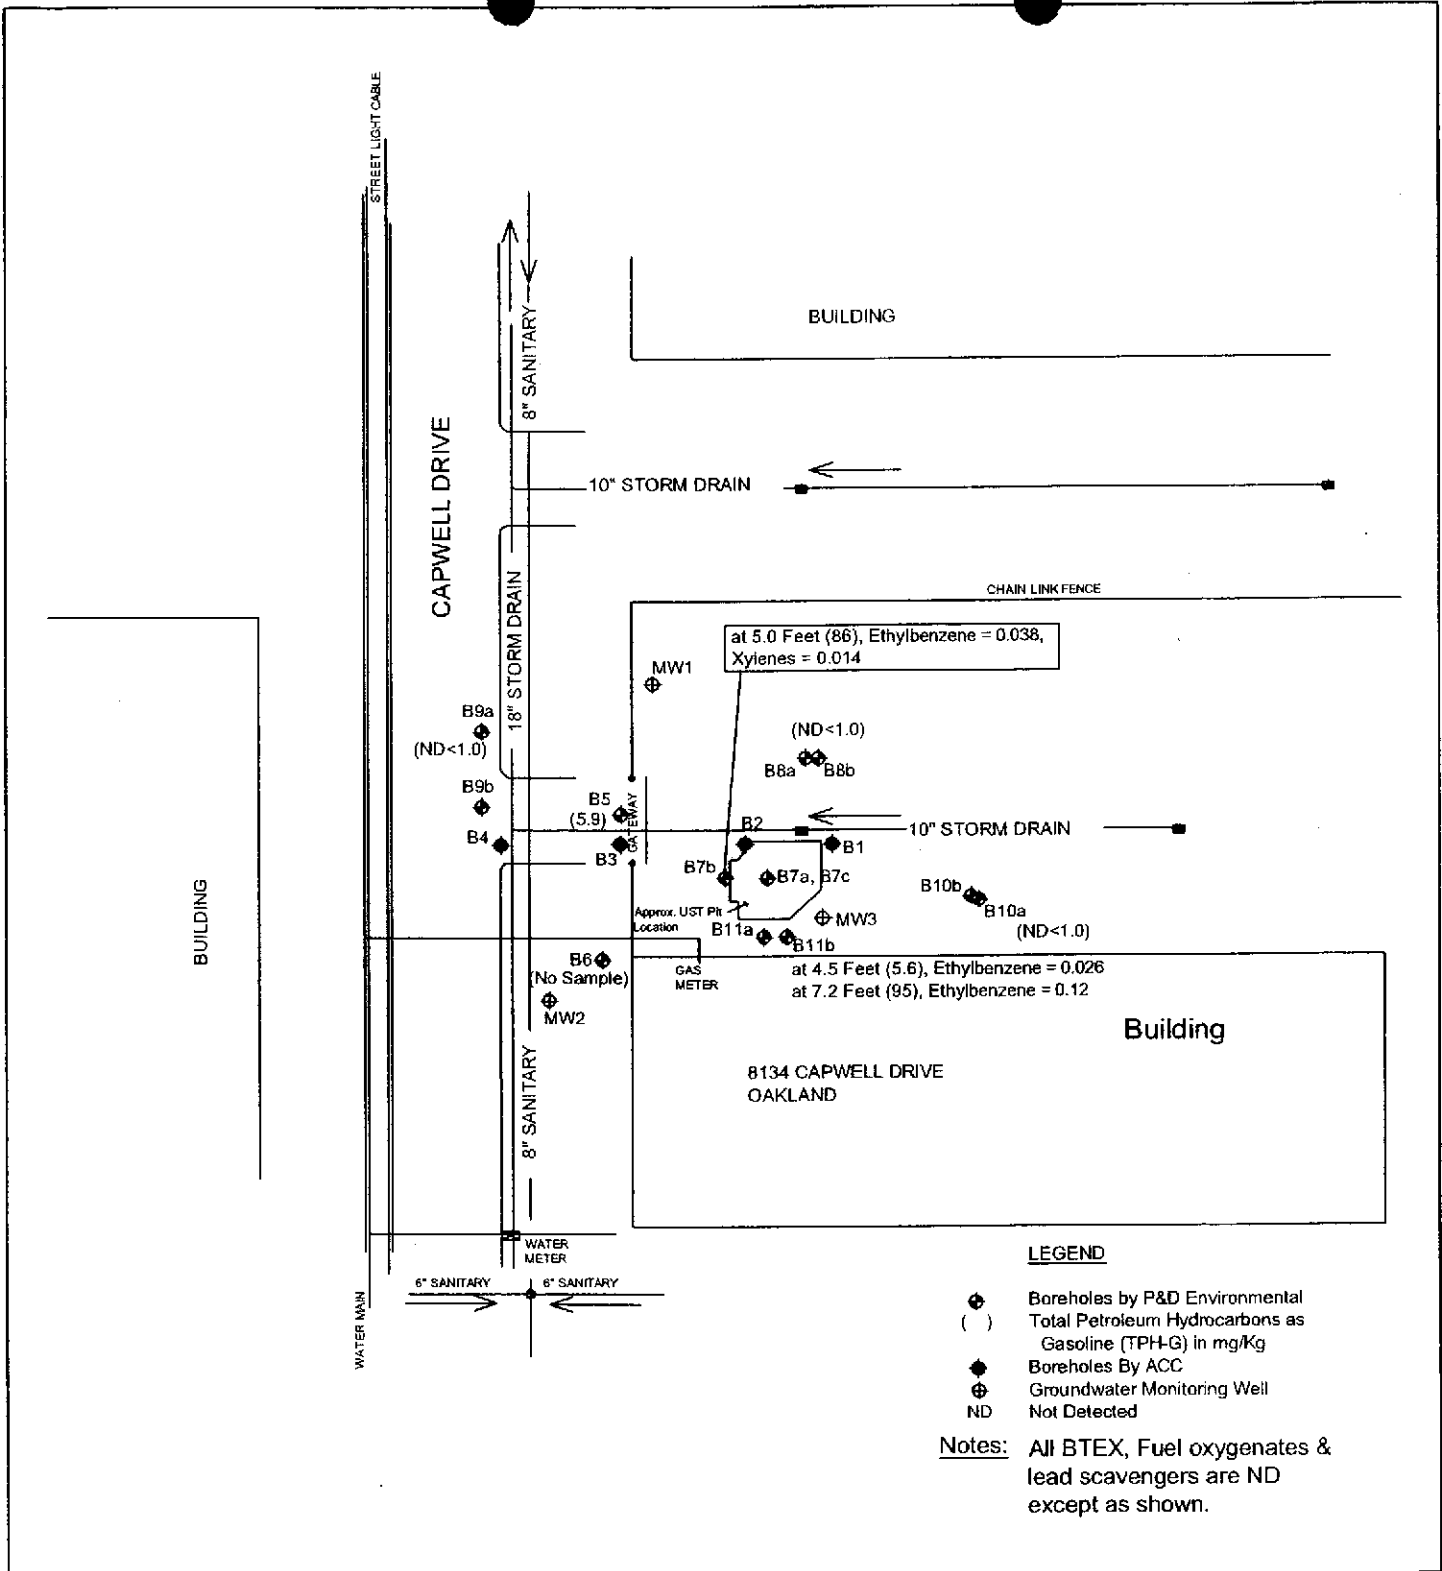 STREET LIGHT CABLE
BUILDING
8" SANITARY
CAPWELL DRIVE
10" STORM DRAIN
CHAIN LINK FENCE
18" STORM DRAIN
at 5.0 Feet (86), Ethylbenzene = 0.038,
Xylenes = 0.014
MW1
B9a
(ND<1.0)
(ND<1.0)
B8a
B8b
B9b
B5
(5.9)
GATEWAY
B2
10" STORM DRAIN
B4
B3
B1
B7b
B7a, B7c
B10b
B10a
(ND<1.0)
Approx. UST Pit
Location
MW3
B11a
B11b
BUILDING
B6
(No Sample)
GAS
METER
at 4.5 Feet (5.6), Ethylbenzene = 0.026
at 7.2 Feet (95), Ethylbenzene = 0.12
MW2
Building
8" SANITARY
8134 CAPWELL DRIVE
OAKLAND
WATER
METER
6" SANITARY
6" SANITARY
WATER MAIN
LEGEND
Boreholes by P&D Environmental
( ) Total Petroleum Hydrocarbons as
Gasoline (TPH-G) in mg/Kg
Boreholes By ACC
Groundwater Monitoring Well
ND Not Detected
Notes: All BTEX, Fuel oxygenates &
lead scavengers are ND
except as shown.